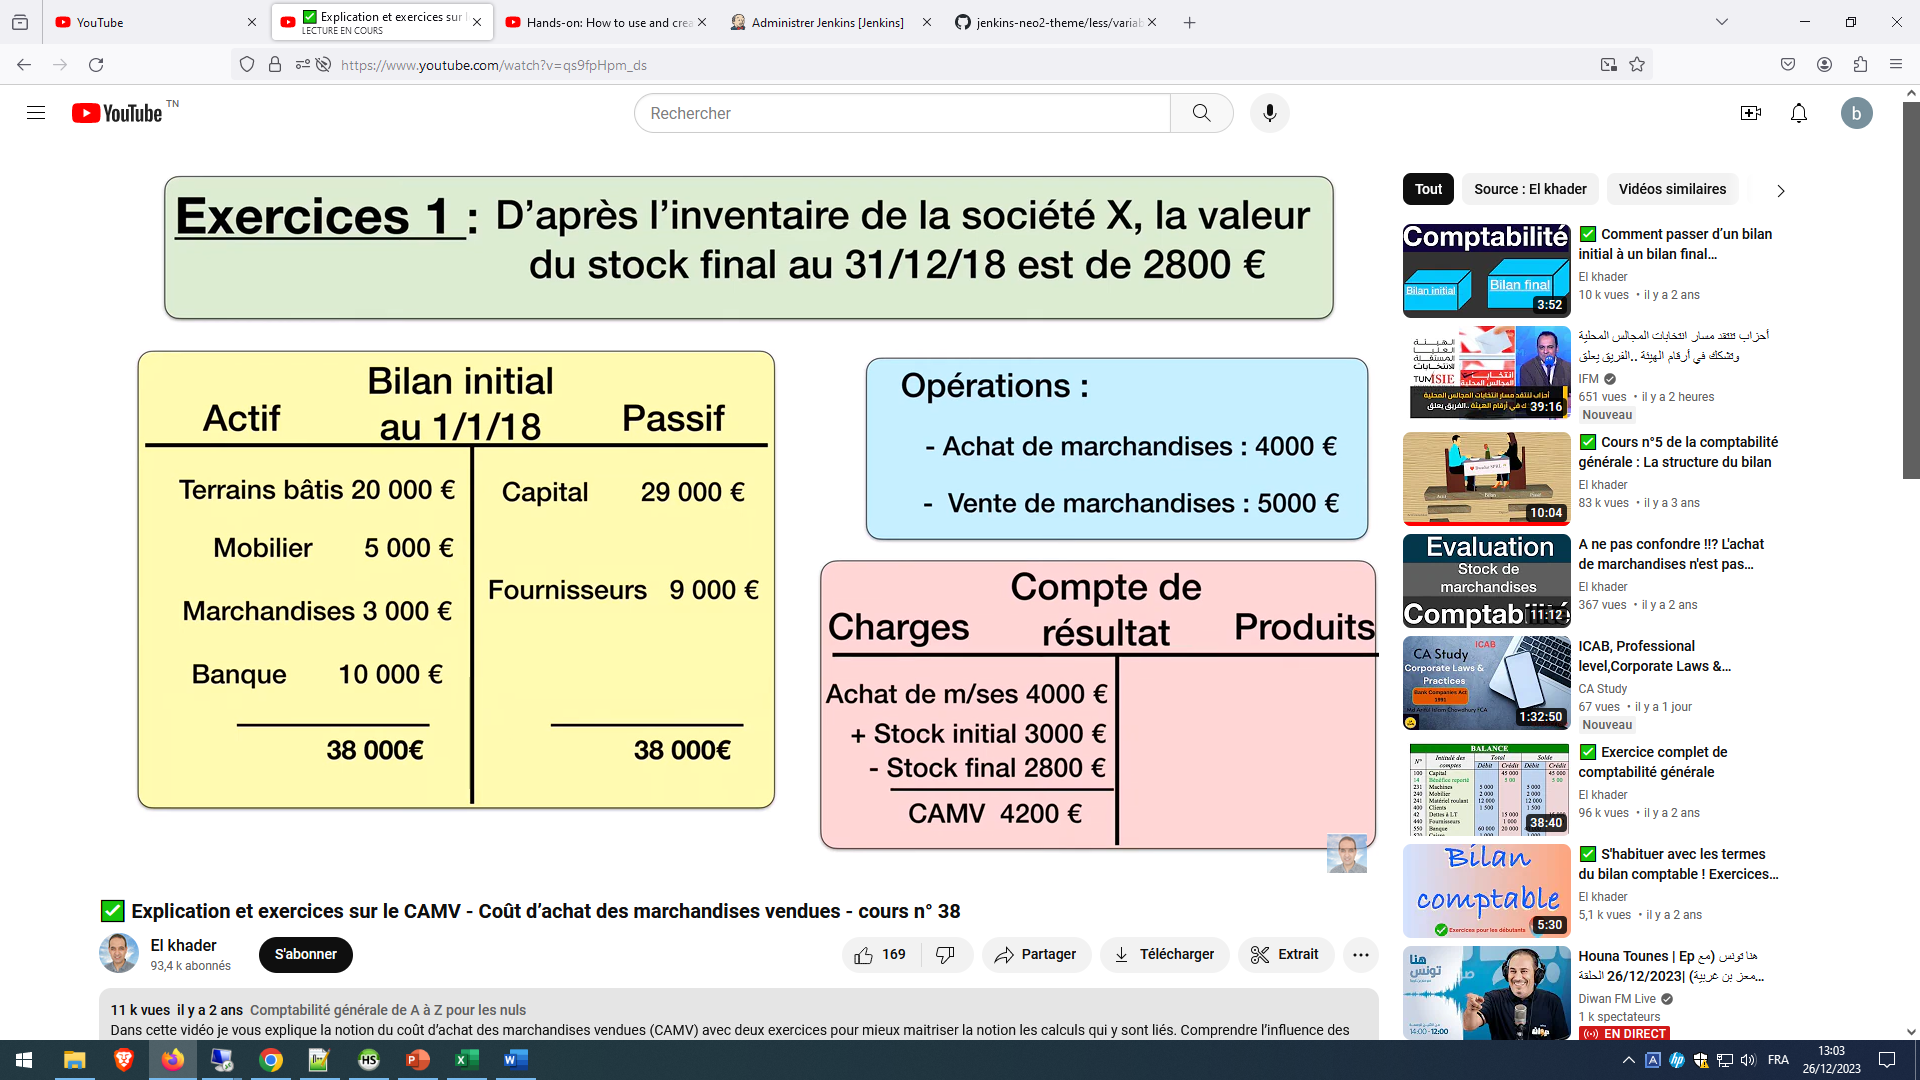 YouTube
Explication et exercices sur l
LECTURE EN COURS
Hands-on: How to use and crea
Administrer Jenkins [Jenkins]
jenkins-neo2-theme/less/variab
https://www.youtube.com/watch?v=qs9fpHpm_ds
YouTube TN
Rechercher
b
Exercices 1 : D’après l’inventaire de la société X, la valeur
du stock final au 31/12/18 est de 2800 €
Bilan initial
au 1/1/18
Actif
Passif
Terrains bâtis 20 000 €
Mobilier 5 000 €
Marchandises 3 000 €
Banque 10 000 €
38 000€
Capital 29 000 €
Fournisseurs 9 000 €
38 000€
Opérations :
- Achat de marchandises : 4000 €
- Vente de marchandises : 5000 €
Compte de
résultat
Charges
Produits
Achat de m/ses 4000 €
+ Stock initial 3000 €
- Stock final 2800 €
CAMV 4200 €
✅ Explication et exercices sur le CAMV - Coût d’achat des marchandises vendues - cours n° 38
El khader
93,4 k abonnés
S'abonner
169
Partager
Télécharger
Extrait
11 k vues il y a 2 ans Comptabilité générale de A à Z pour les nuls
Dans cette vidéo je vous explique la notion du coût d’achat des marchandises vendues (CAMV) avec deux exercices pour mieux maitriser la notion les calculs qui y sont liés. Comprendre l’influence des
Tout
Source : El khader
Vidéos similaires
Comptabilité
Bilan initial
Bilan final
3:52
✅ Comment passer d’un bilan
initial à un bilan final…
El khader
10 k vues • il y a 2 ans
39:16
أحزاب تنتقد مسار انتخابات المجالس المحلية
وتشكك في أرقام الهيئة ..الفريق يعلق
IFM
651 vues • il y a 2 heures
Nouveau
10:04
✅ Cours n°5 de la comptabilité
générale : La structure du bilan
El khader
83 k vues • il y a 3 ans
Evaluation
Stock de
marchandises
Comptabilité
11:12
A ne pas confondre !!? L'achat
de marchandises n'est pas…
El khader
367 vues • il y a 2 ans
ICAB
CA Study
Corporate Laws &
Practices
1:32:50
ICAB, Professional
level,Corporate Laws &…
CA Study
67 vues • il y a 1 jour
Nouveau
BALANCE
38:40
✅ Exercice complet de
comptabilité générale
El khader
96 k vues • il y a 2 ans
Bilan
comptable
Exercices pour les débutants
5:30
✅ S'habituer avec les termes
du bilan comptable ! Exercices…
El khader
5,1 k vues • il y a 2 ans
هنا
تونس
Houna Tounes | Ep هنا تونس (مع
معز بن غربية) |26/12/2023 الحلقة…
Diwan FM Live
1 k spectateurs
EN DIRECT
FRA
13:03
26/12/2023